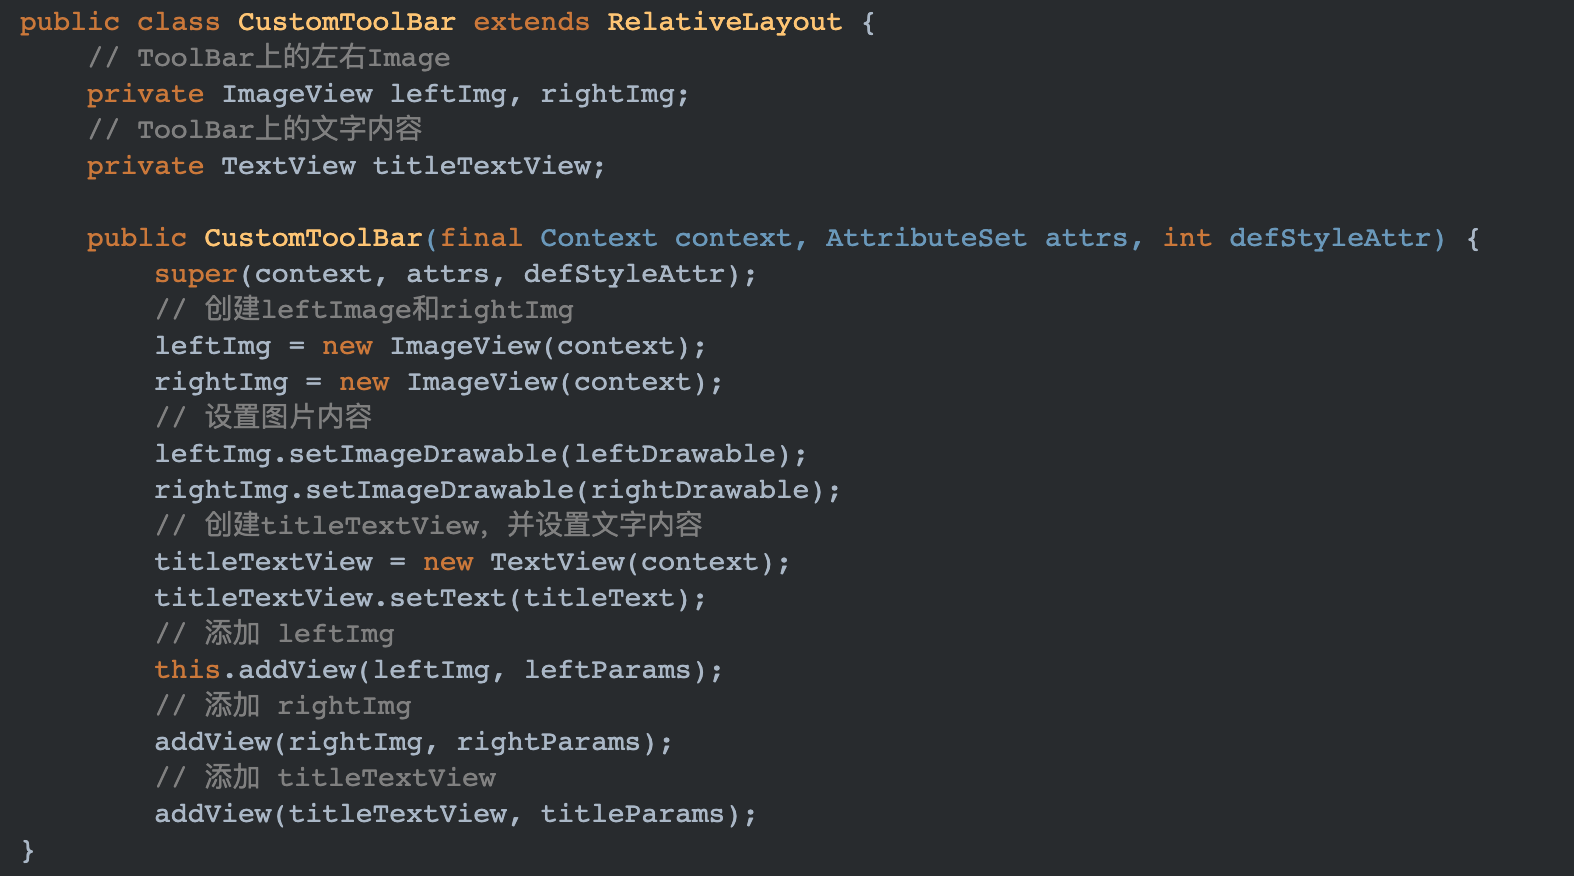 public class CustomToolBar extends RelativeLayout {
    // ToolBar上的左右Image
    private ImageView leftImg, rightImg;
    // ToolBar上的文字内容
    private TextView titleTextView;

    public CustomToolBar(final Context context, AttributeSet attrs, int defStyleAttr) {
        super(context, attrs, defStyleAttr);
        // 创建leftImage和rightImg
        leftImg = new ImageView(context);
        rightImg = new ImageView(context);
        // 设置图片内容
        leftImg.setImageDrawable(leftDrawable);
        rightImg.setImageDrawable(rightDrawable);
        // 创建titleTextView，并设置文字内容
        titleTextView = new TextView(context);
        titleTextView.setText(titleText);
        // 添加 leftImg
        this.addView(leftImg, leftParams);
        // 添加 rightImg
        addView(rightImg, rightParams);
        // 添加 titleTextView
        addView(titleTextView, titleParams);
}